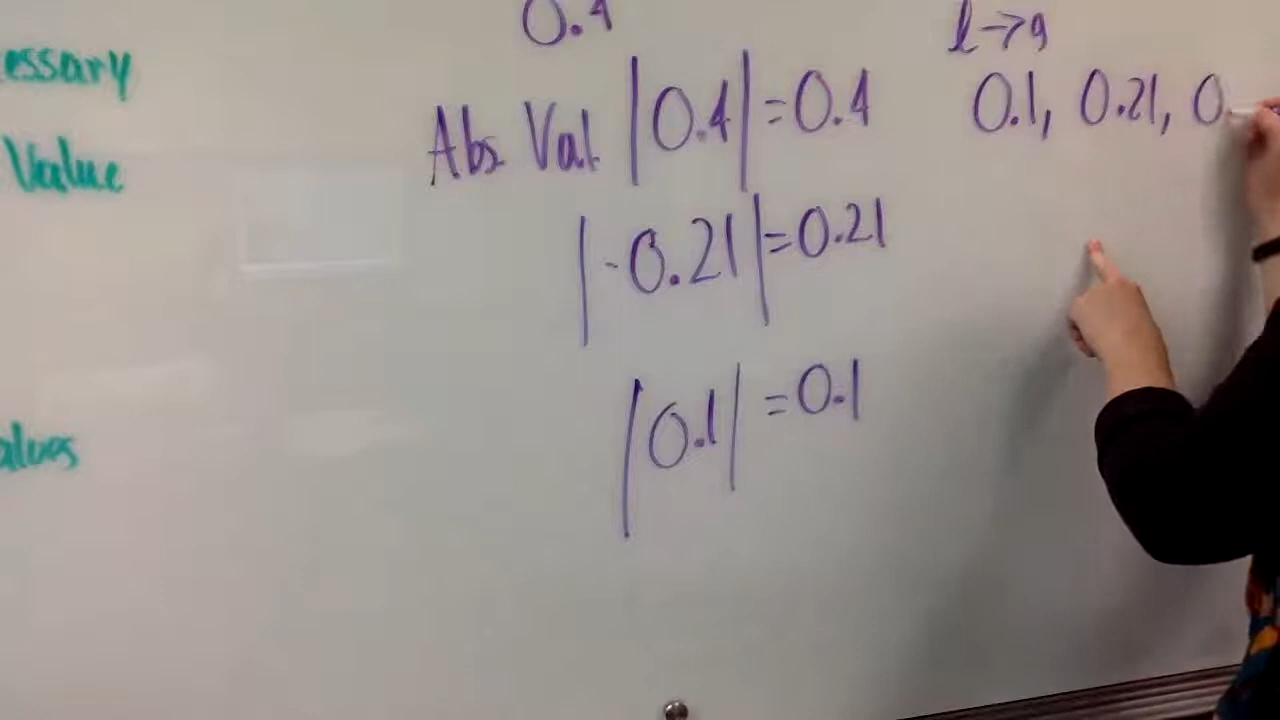 0.4
l→g
essary
Abs Val |0.4| = 0.4
0.1, 0.21, 0.
Value
|-0.21| = 0.21
|0.1| = 0.1
alues